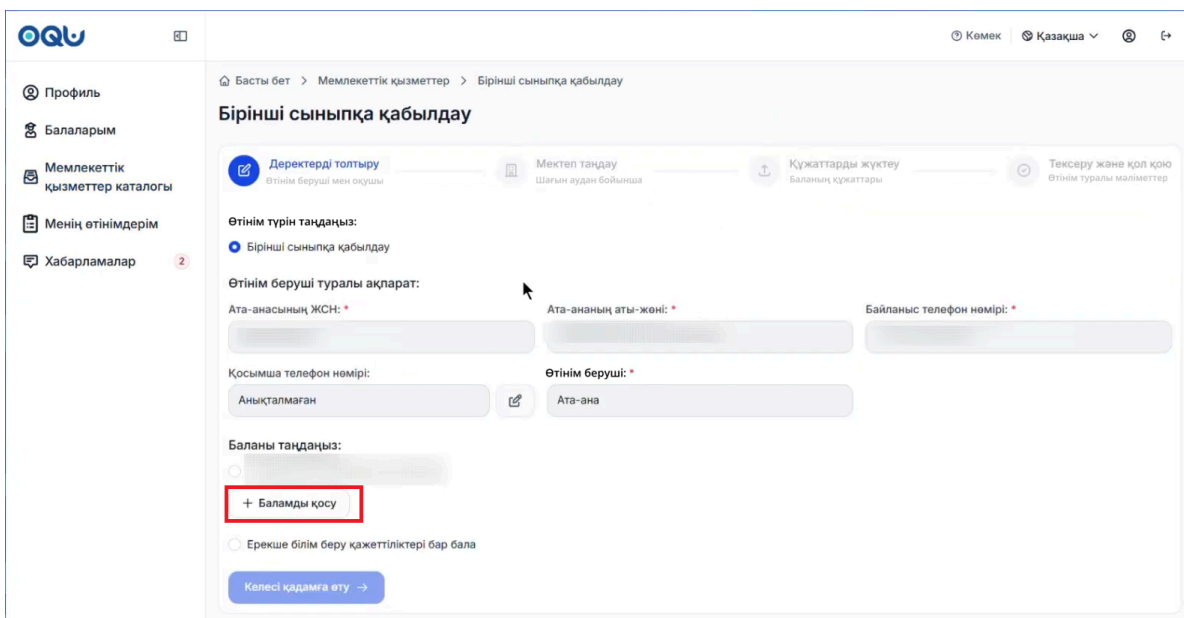 OQU
Көмек
Қазақша
Профиль
Балаларым
Мемлекеттік
қызметтер каталогы
Менің өтінімдерім
Хабарламалар 2
Басты бет > Мемлекеттік қызметтер > Бірінші сыныпқа қабылдау
Бірінші сыныпқа қабылдау
Деректерді толтыру
Өтінім беруші мен оқушы
Мектеп таңдау
Шағын аудан бойынша
Құжаттарды жүктеу
Баланың құжаттары
Тексеру және қол қою
Өтінім туралы мәліметтер
Өтінім түрін таңдаңыз:
Бірінші сыныпқа қабылдау
Өтінім беруші туралы ақпарат:
Ата-анасының ЖСН: *
Ата-ананың аты-жөні: *
Байланыс телефон нөмірі: *
Қосымша телефон нөмірі:
Өтінім беруші: *
Анықталмаған
Ата-ана
Баланы таңдаңыз:
+ Баламды қосу
Ерекше білім беру қажеттіліктері бар бала
Келесі қадамға өту →